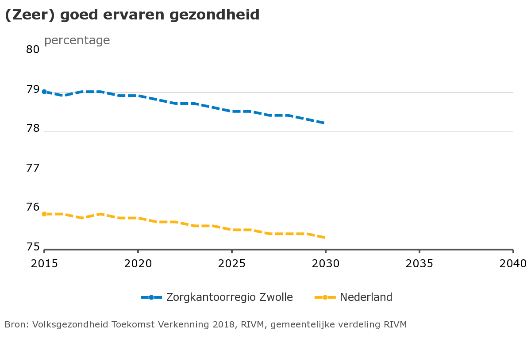 (Zeer) goed ervaren gezondheid
percentage
80
79
78
77
76
75
2015 2020 2025 2030 2035 2040
Zorgkantoorregio Zwolle Nederland
Bron: Volksgezondheid Toekomst Verkenning 2018, RIVM, gemeentelijke verdeling RIVM